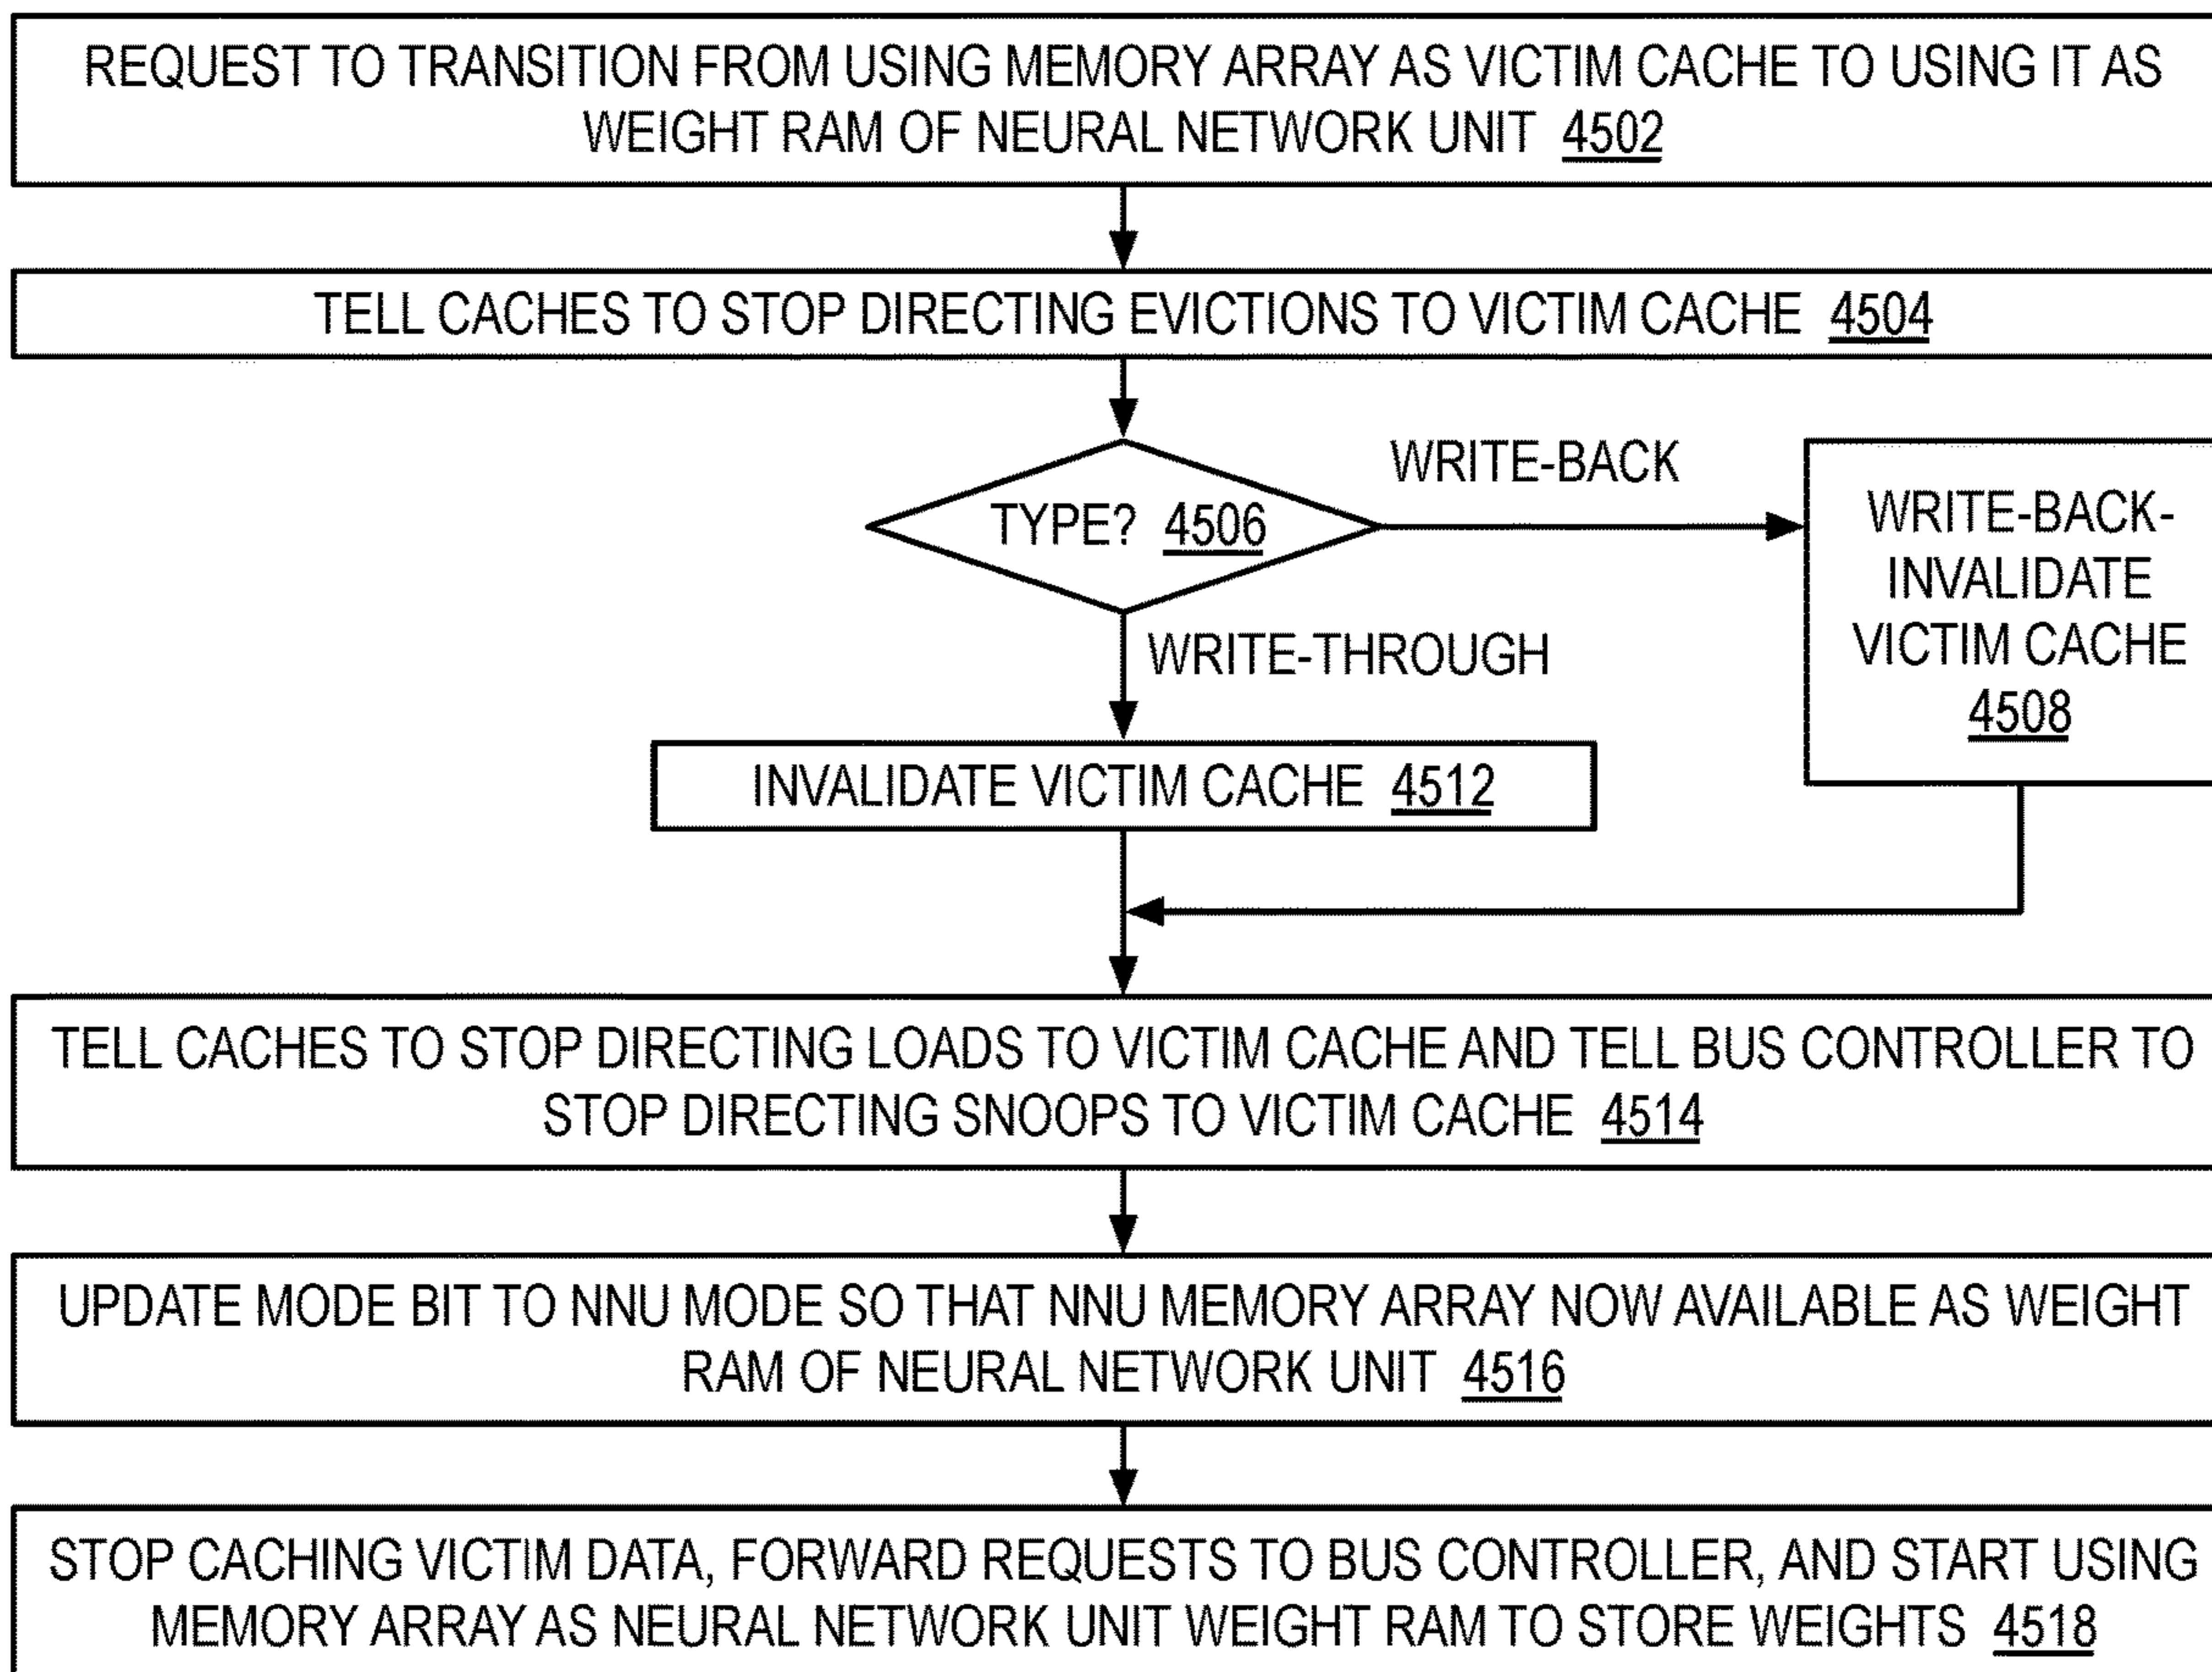 REQUEST TO TRANSITION FROM USING MEMORY ARRAY AS VICTIM CACHE TO USING IT AS
WEIGHT RAM OF NEURAL NETWORK UNIT 4502
TELL CACHES TO STOP DIRECTING EVICTIONS TO VICTIM CACHE 4504
WRITE-BACK
TYPE? 4506
WRITE-BACK-
INVALIDATE
VICTIM CACHE
4508
WRITE-THROUGH
INVALIDATE VICTIM CACHE 4512
TELL CACHES TO STOP DIRECTING LOADS TO VICTIM CACHE AND TELL BUS CONTROLLER TO
STOP DIRECTING SNOOPS TO VICTIM CACHE 4514
UPDATE MODE BIT TO NNU MODE SO THAT NNU MEMORY ARRAY NOW AVAILABLE AS WEIGHT
RAM OF NEURAL NETWORK UNIT 4516
STOP CACHING VICTIM DATA, FORWARD REQUESTS TO BUS CONTROLLER, AND START USING
MEMORY ARRAY AS NEURAL NETWORK UNIT WEIGHT RAM TO STORE WEIGHTS 4518